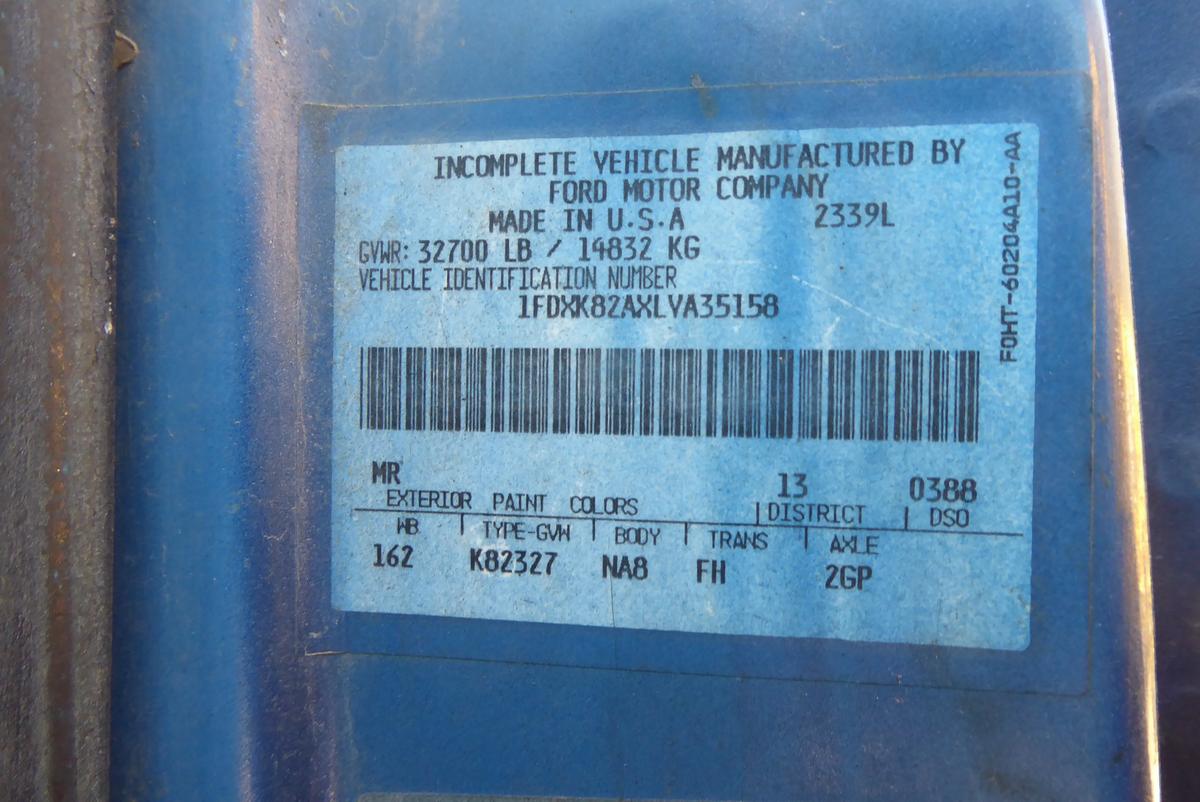 INCOMPLETE VEHICLE MANUFACTURED BY
FORD MOTOR COMPANY
MADE IN U.S.A 2339L
GVWR: 32700 LB / 14832 KG
VEHICLE IDENTIFICATION NUMBER
1FDXK82AXLVA35158
F0HT-60204A10-AA
MR 13 0388
EXTERIOR PAINT COLORS DISTRICT DSO
WB TYPE-GVW BODY TRANS AXLE
162 K82327 NA8 FH 2GP